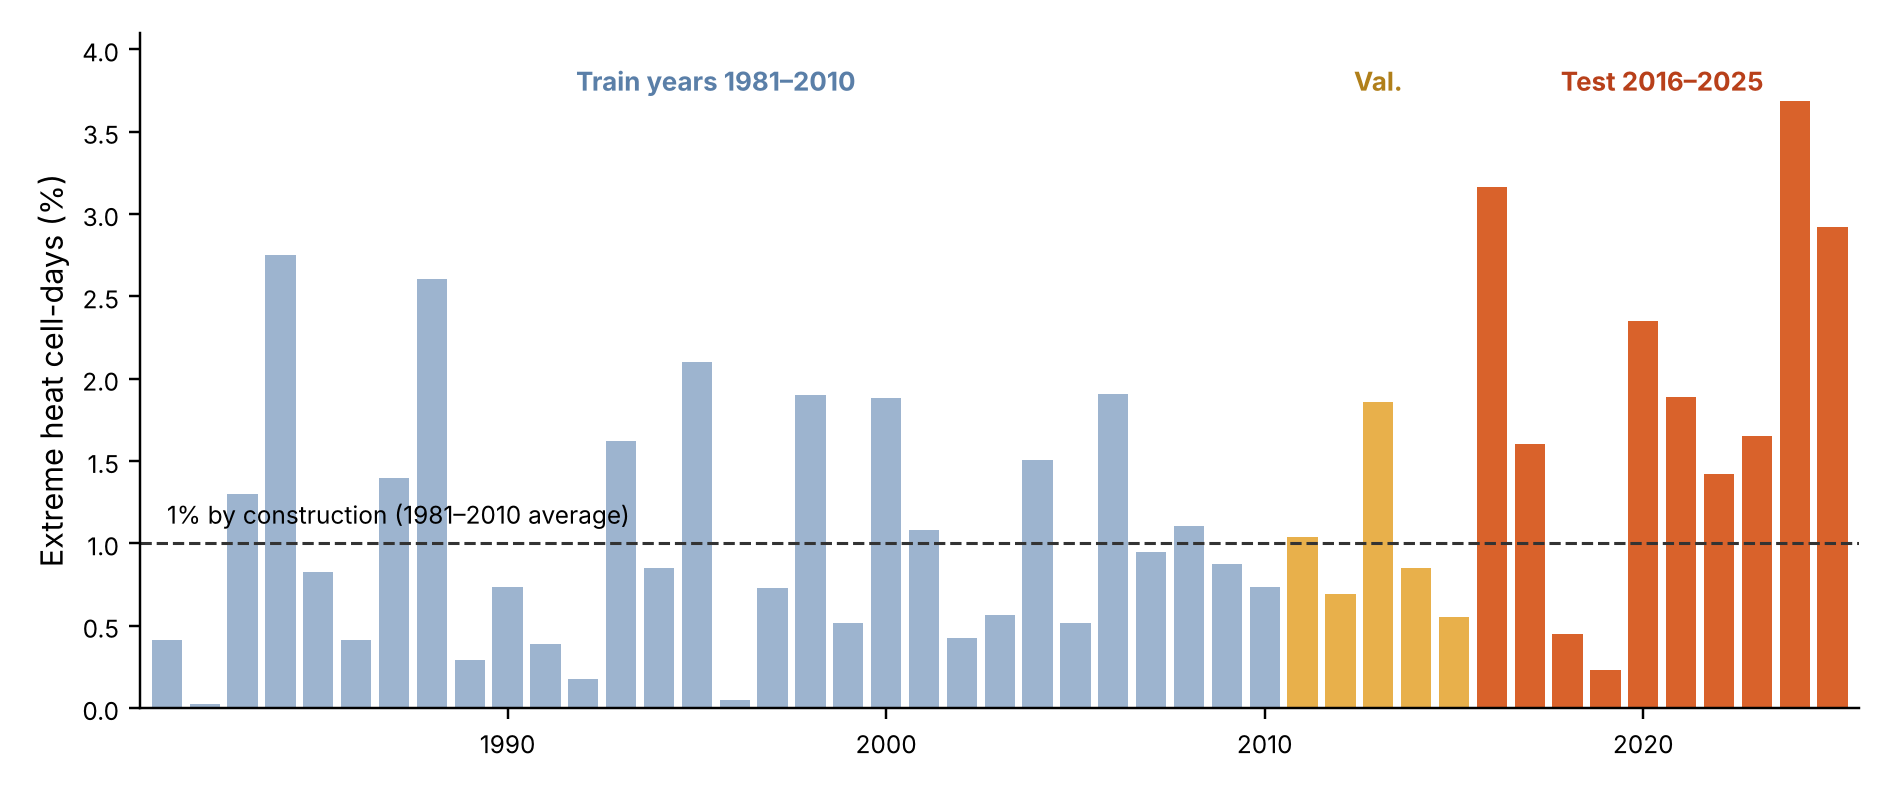 Train years 1981–2010
Val.
Test 2016–2025
Extreme heat cell-days (%)
4.0
3.5
3.0
2.5
2.0
1.5
1.0
0.5
0.0
1% by construction (1981–2010 average)
1990
2000
2010
2020